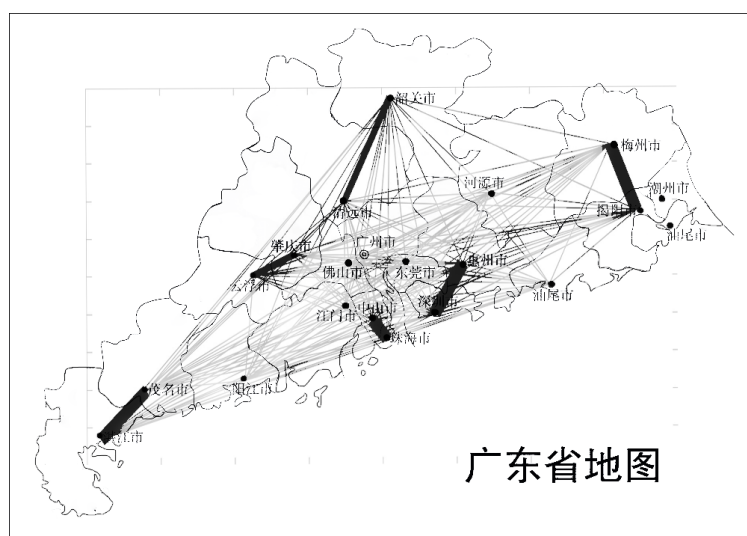 韶关市
梅州市
河源市
潮州市
揭阳市
清远市
汕尾市
肇庆市
广州市
惠州市
佛山市
东莞市
云浮市
汕尾市
深圳市
江门市
中山市
珠海市
茂名市
阳江市
湛江市
广东省地图